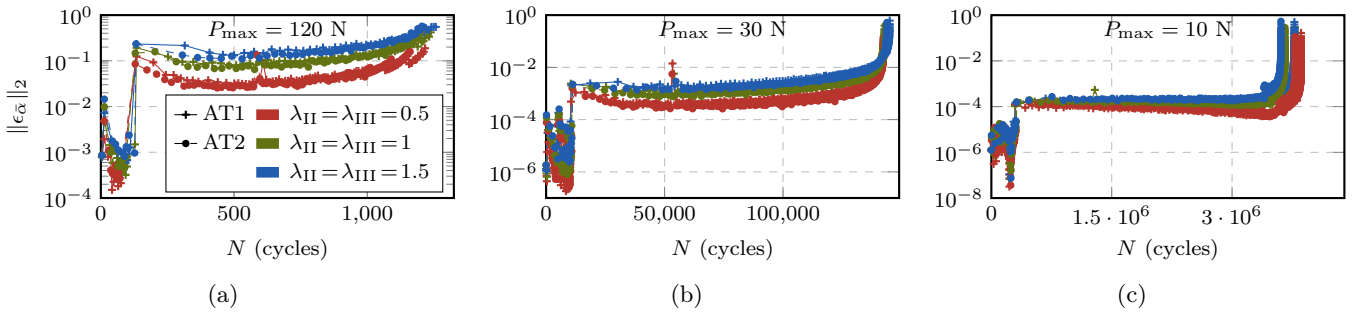 P_max = 120 N
P_max = 30 N
P_max = 10 N
10^0
10^−1
10^−2
10^−3
10^−4
10^0
10^−2
10^−4
10^−6
10^0
10^−2
10^−4
10^−6
10^−8
||ϵ_ᾱ||_2
AT1
AT2
λ_II = λ_III = 0.5
λ_II = λ_III = 1
λ_II = λ_III = 1.5
0 500 1,000
0 50,000 100,000
0 1.5 · 10^6 3 · 10^6
N (cycles)
N (cycles)
N (cycles)
(a)
(b)
(c)